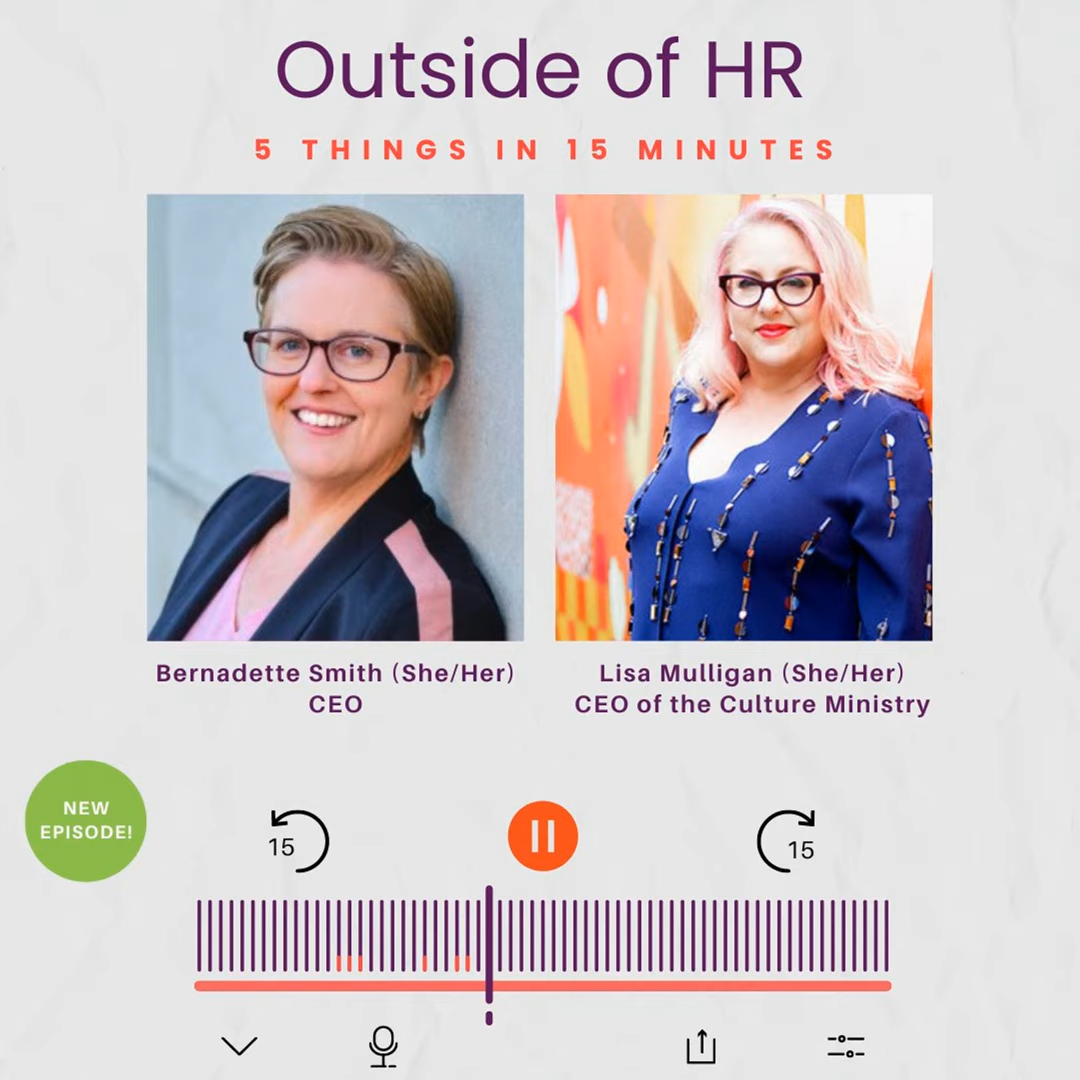 Outside of HR
5 THINGS IN 15 MINUTES
Bernadette Smith (She/Her)
CEO
Lisa Mulligan (She/Her)
CEO of the Culture Ministry
NEW
EPISODE!
15
15